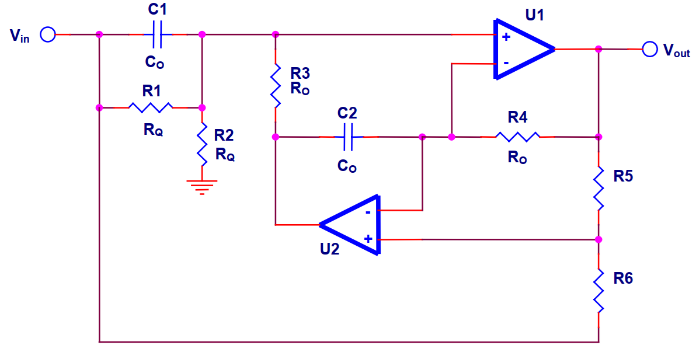 C1
U1
Vin
+
Vout
CO
-
R3
RO
R1
C2
R4
RQ
R2
RQ
CO
RO
R5
-
U2
+
R6